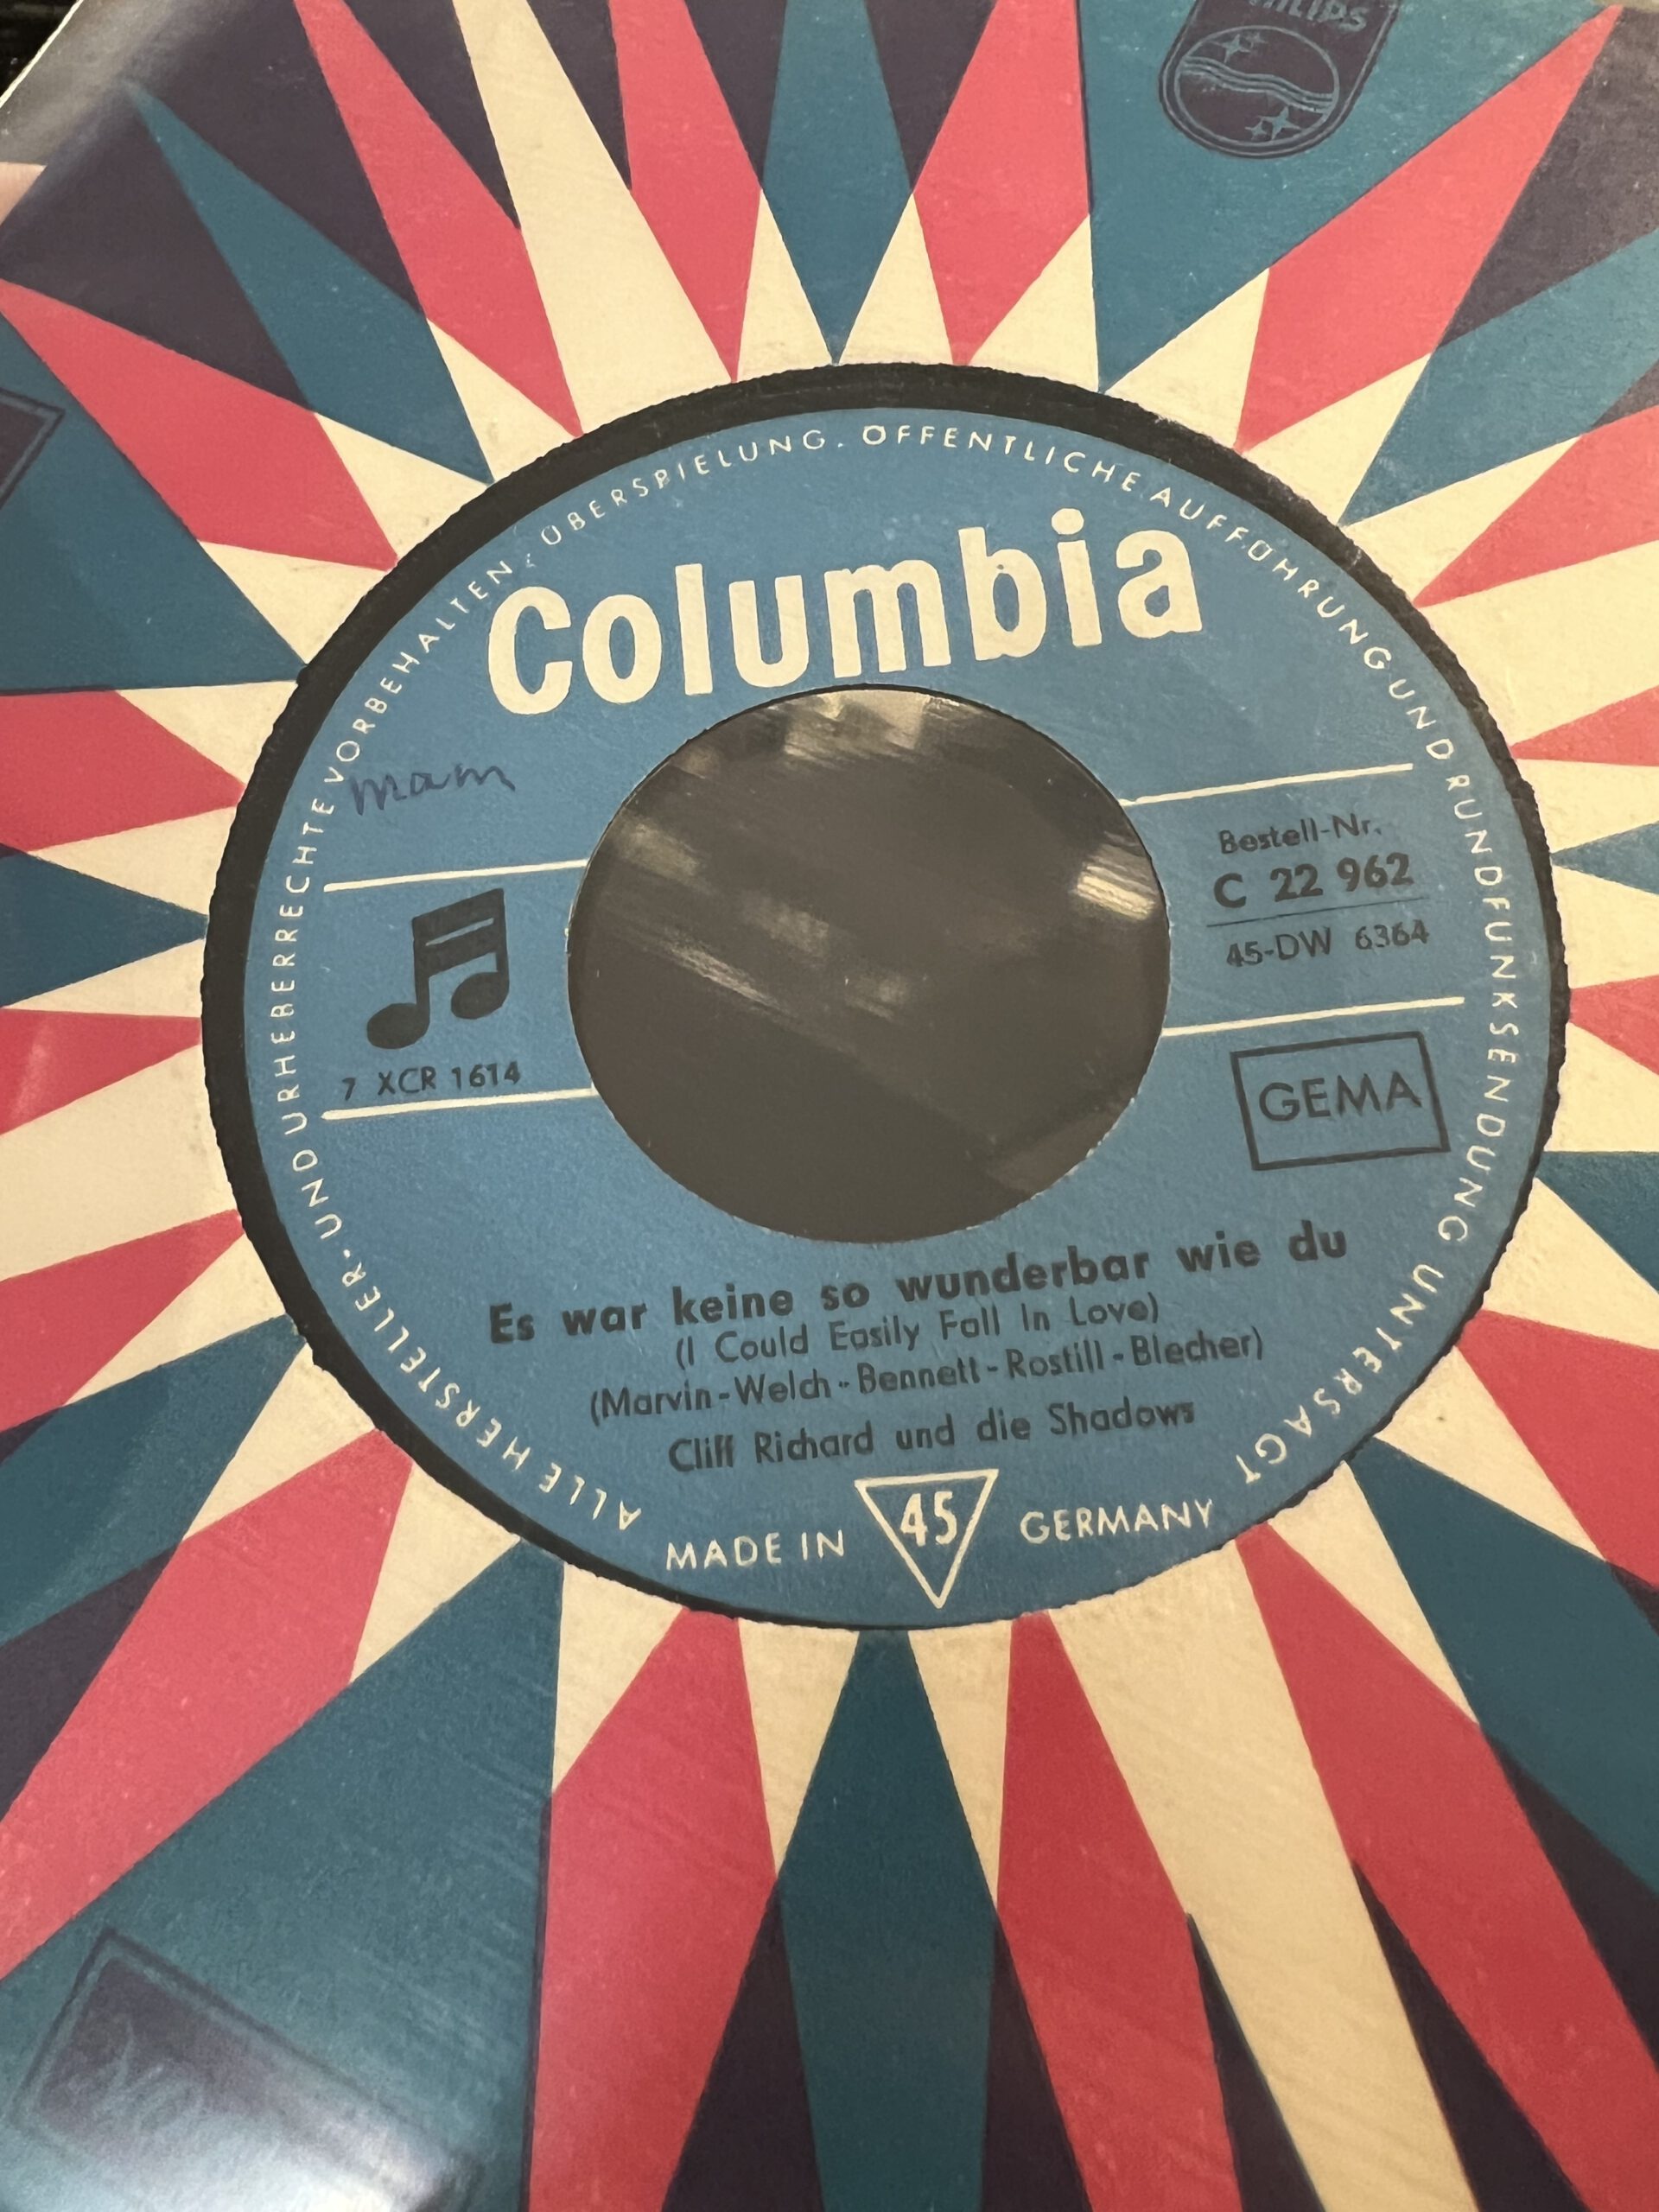 PHILIPS
ALLE HERSTELLER- UND URHEBERRECHTE VORBEHALTEN. ÜBERSPIELUNG. ÖFFENTLICHE AUFFÜHRUNG UND RUNDFUNKSENDUNG UNTERSAGT
Columbia
mam
Bestell-Nr.
C 22 962
45-DW 6364
7 XCR 1614
GEMA
Es war keine so wunderbar wie du
(I Could Easily Fall In Love)
(Marvin-Welch-Bennett-Rostill-Blecher)
Cliff Richard und die Shadows
MADE IN 45 GERMANY